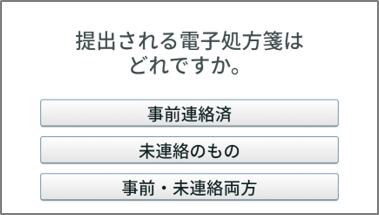 提出される電子処方箋は
どれですか。
事前連絡済
未連絡のもの
事前・未連絡両方